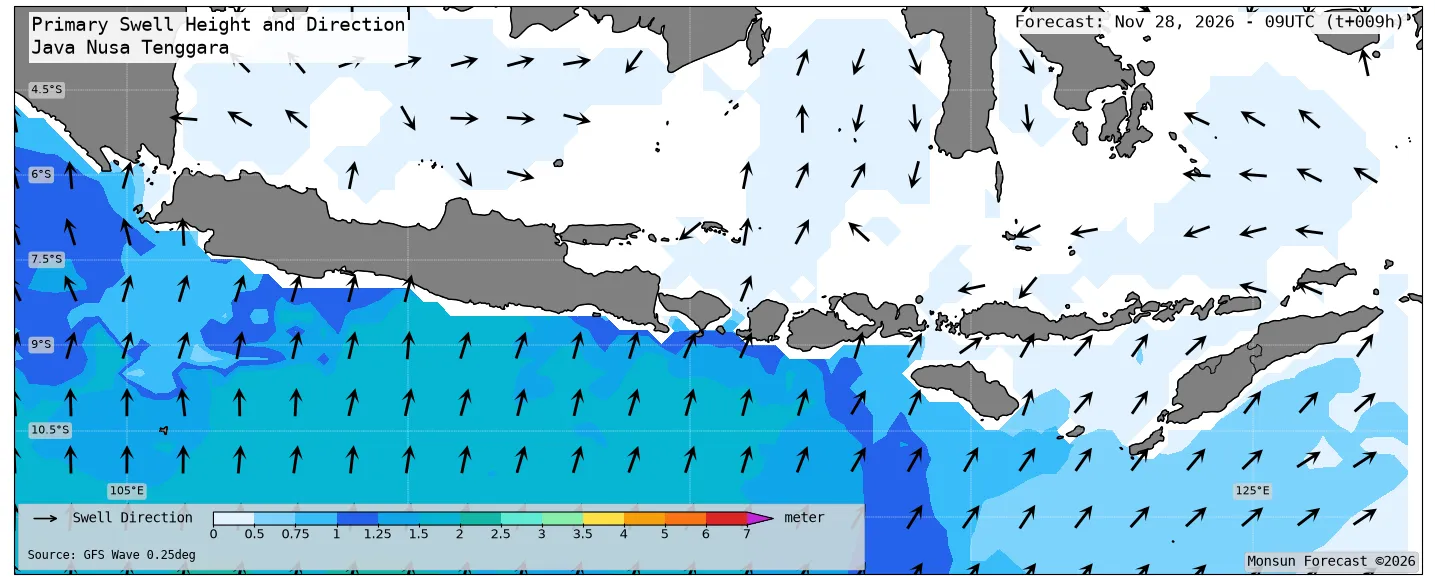 Primary Swell Height and Direction
Java Nusa Tenggara
Forecast: Nov 28, 2026 - 09UTC (t+009h)
4.5°S
6°S
7.5°S
9°S
10.5°S
105°E
125°E
Swell Direction
0 0.5 0.75 1 1.25 1.5 2 2.5 3 3.5 4 5 6 7
meter
Source: GFS Wave 0.25deg
Monsun Forecast ©2026